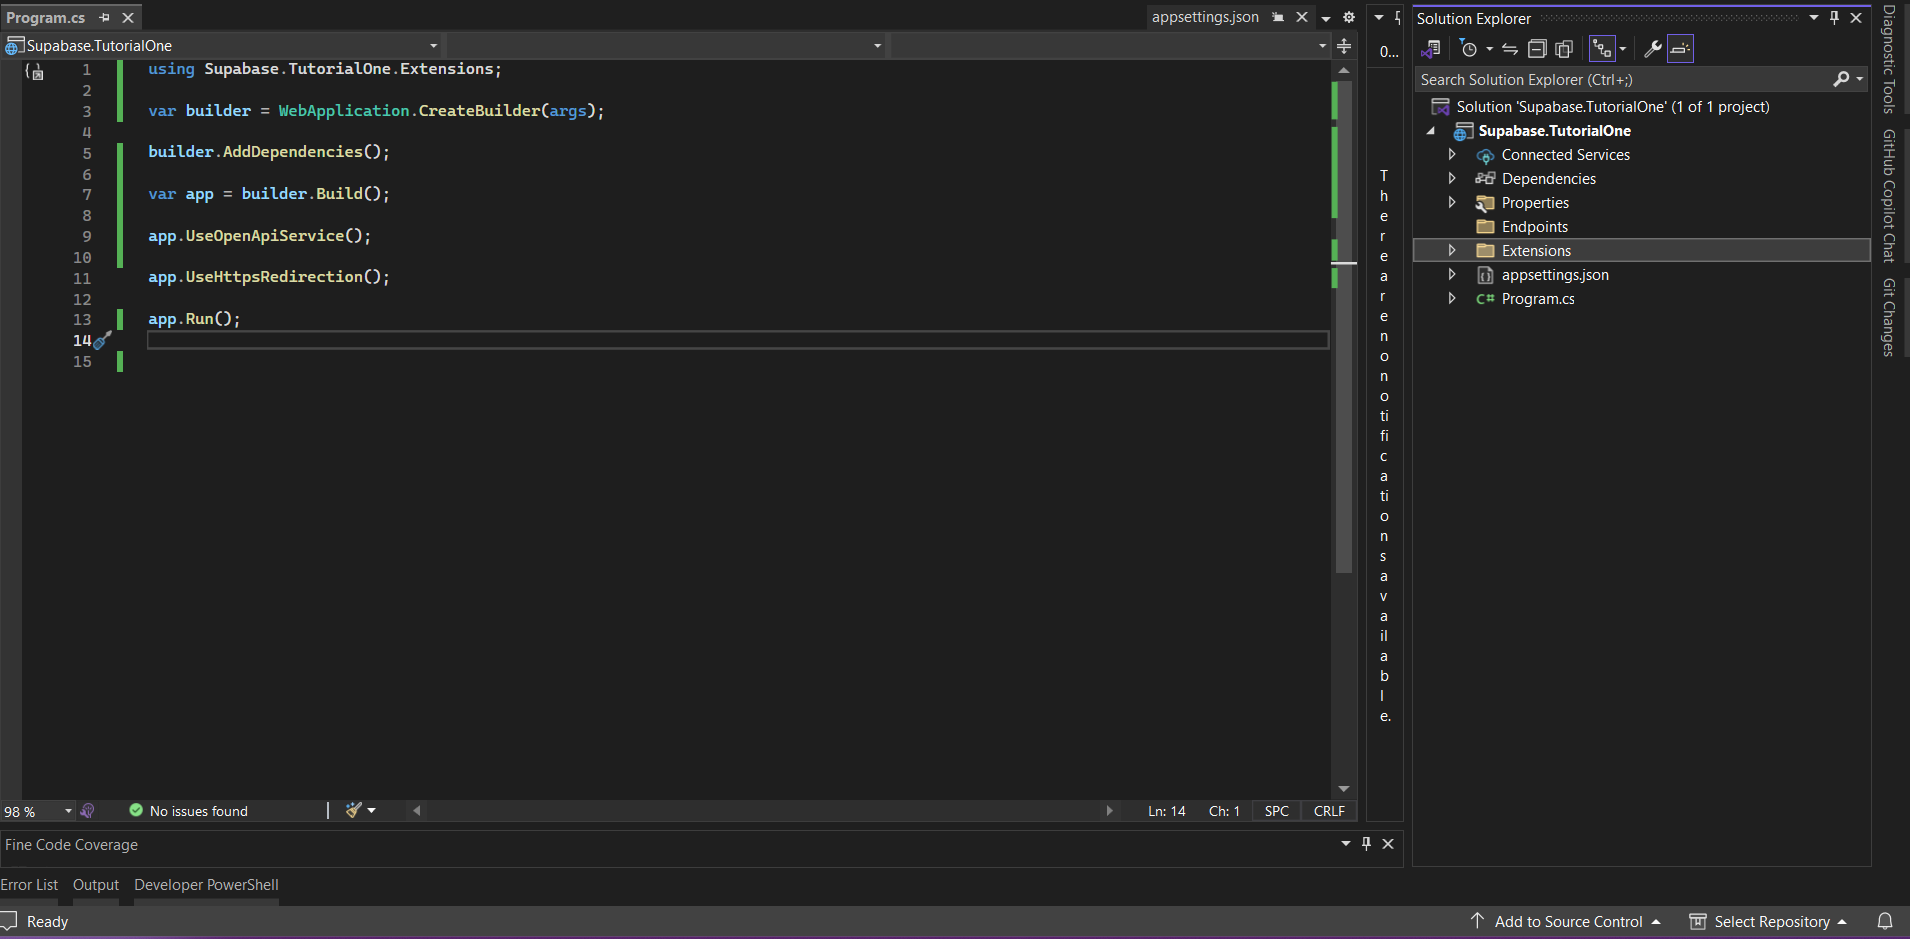 Program.cs
appsettings.json
Supabase.TutorialOne
1 using Supabase.TutorialOne.Extensions;
2
3 var builder = WebApplication.CreateBuilder(args);
4
5 builder.AddDependencies();
6
7 var app = builder.Build();
8
9 app.UseOpenApiService();
10
11 app.UseHttpsRedirection();
12
13 app.Run();
14
15
98 %
No issues found
Ln: 14
Ch: 1
SPC
CRLF
Fine Code Coverage
Error List
Output
Developer PowerShell
Ready
0...
There are no notifications available.
Solution Explorer
Search Solution Explorer (Ctrl+;)
Solution 'Supabase.TutorialOne' (1 of 1 project)
Supabase.TutorialOne
Connected Services
Dependencies
Properties
Endpoints
Extensions
appsettings.json
C# Program.cs
Diagnostic Tools
GitHub Copilot Chat
Git Changes
Add to Source Control
Select Repository